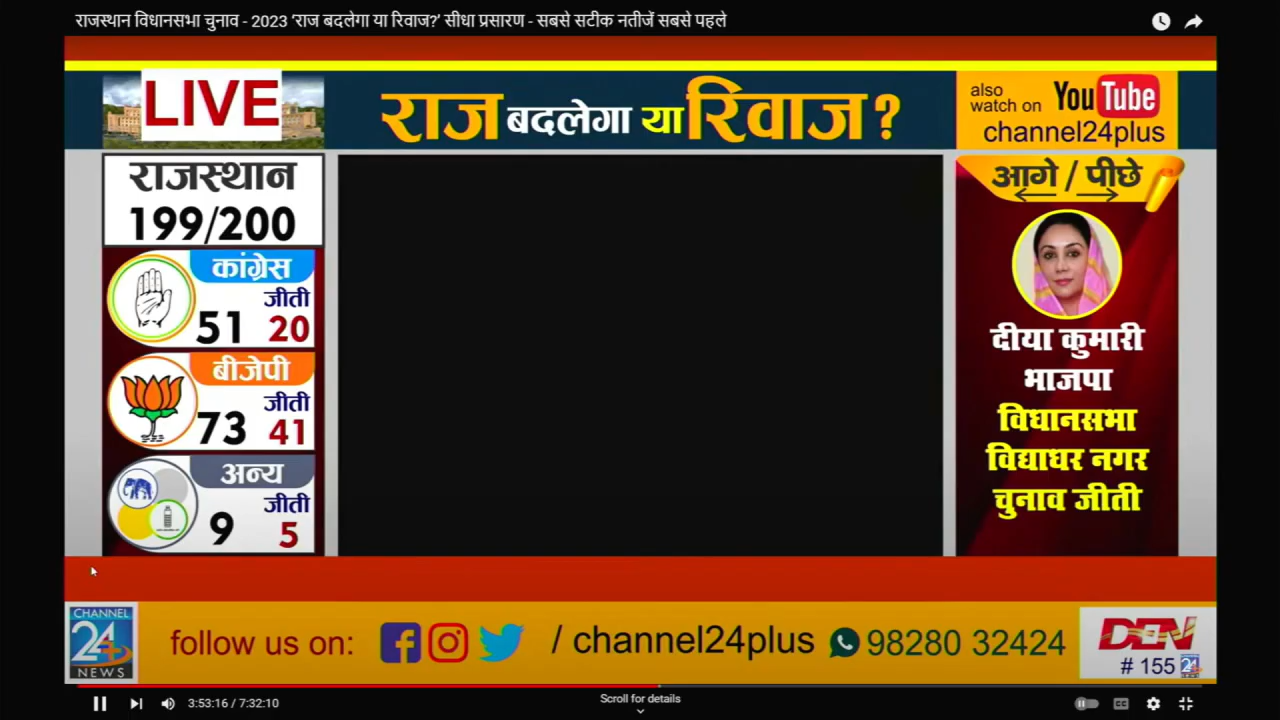 राजस्थान विधानसभा चुनाव - 2023 ‘राज बदलेगा या रिवाज?’ सीधा प्रसारण - सबसे सटीक नतीजें सबसे पहले
LIVE
राज बदलेगा या रिवाज ?
also
watch on YouTube
channel24plus
राजस्थान
199/200
कांग्रेस
जीती
51 20
बीजेपी
जीती
73 41
अन्य
जीती
9 5
आगे / पीछे
दीया कुमारी
भाजपा
विधानसभा
विद्याधर नगर
चुनाव जीती
CHANNEL
24+
NEWS
follow us on: / channel24plus 98280 32424
DEN
# 155 24
3:53:16 / 7:32:10
Scroll for details
CC